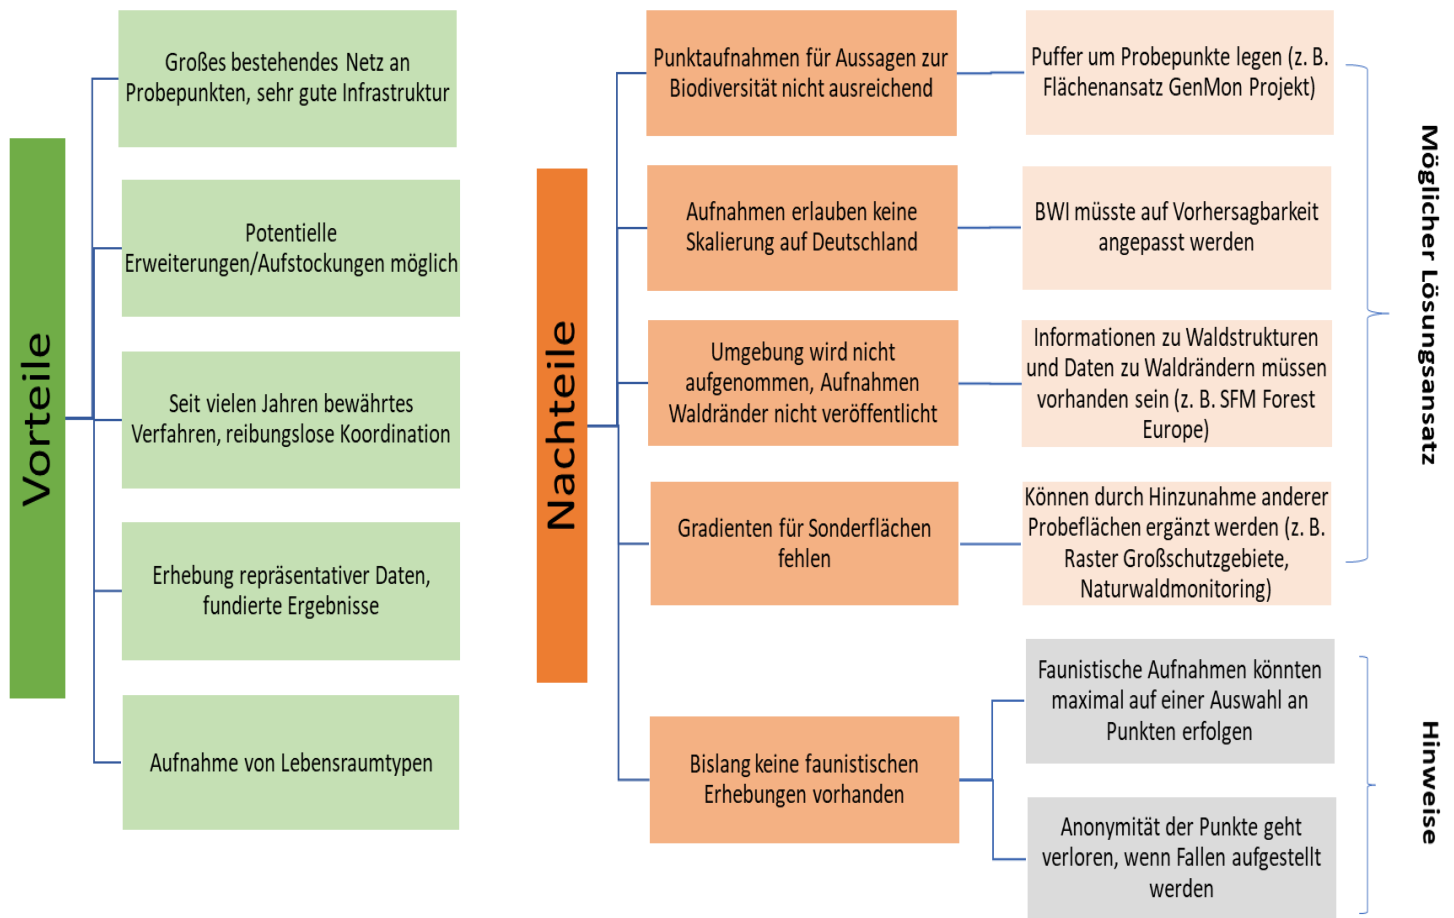 Vorteile
Großes bestehendes Netz an
Probepunkten, sehr gute Infrastruktur
Potentielle
Erweiterungen/Aufstockungen möglich
Seit vielen Jahren bewährtes
Verfahren, reibungslose Koordination
Erhebung repräsentativer Daten,
fundierte Ergebnisse
Aufnahme von Lebensraumtypen
Nachteile
Punktaufnahmen für Aussagen zur
Biodiversität nicht ausreichend
Puffer um Probepunkte legen (z. B.
Flächenansatz GenMon Projekt)
Aufnahmen erlauben keine
Skalierung auf Deutschland
BWI müsste auf Vorhersagbarkeit
angepasst werden
Umgebung wird nicht
aufgenommen, Aufnahmen
Waldränder nicht veröffentlicht
Informationen zu Waldstrukturen
und Daten zu Waldrändern müssen
vorhanden sein (z. B. SFM Forest
Europe)
Gradienten für Sonderflächen
fehlen
Können durch Hinzunahme anderer
Probeflächen ergänzt werden (z. B.
Raster Großschutzgebiete,
Naturwaldmonitoring)
Möglicher Lösungsansatz
Bislang keine faunistischen
Erhebungen vorhanden
Faunistische Aufnahmen könnten
maximal auf einer Auswahl an
Punkten erfolgen
Anonymität der Punkte geht
verloren, wenn Fallen aufgestellt
werden
Hinweise